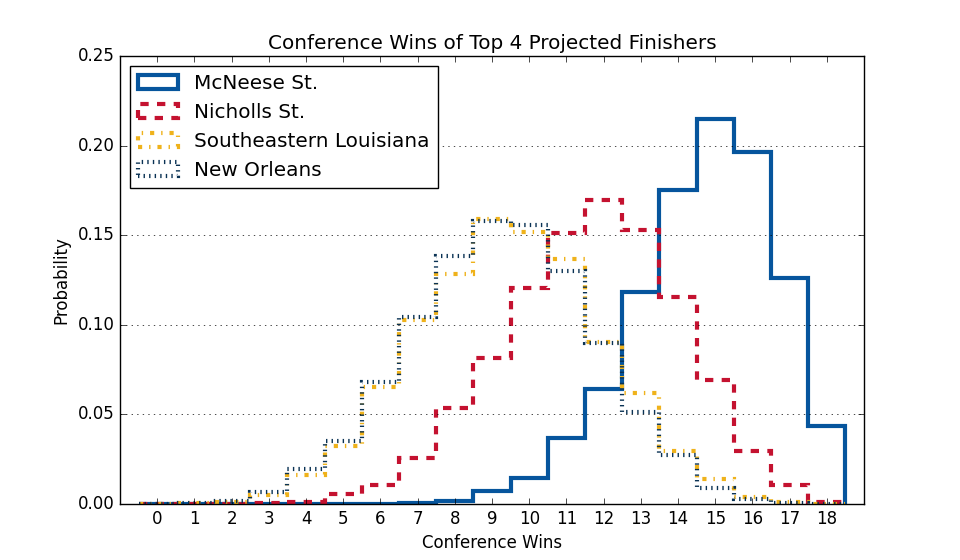 Conference Wins of Top 4 Projected Finishers
0.25
0.20
0.15
0.10
0.05
0.00
Probability
McNeese St.
Nicholls St.
Southeastern Louisiana
New Orleans
0 1 2 3 4 5 6 7 8 9 10 11 12 13 14 15 16 17 18
Conference Wins